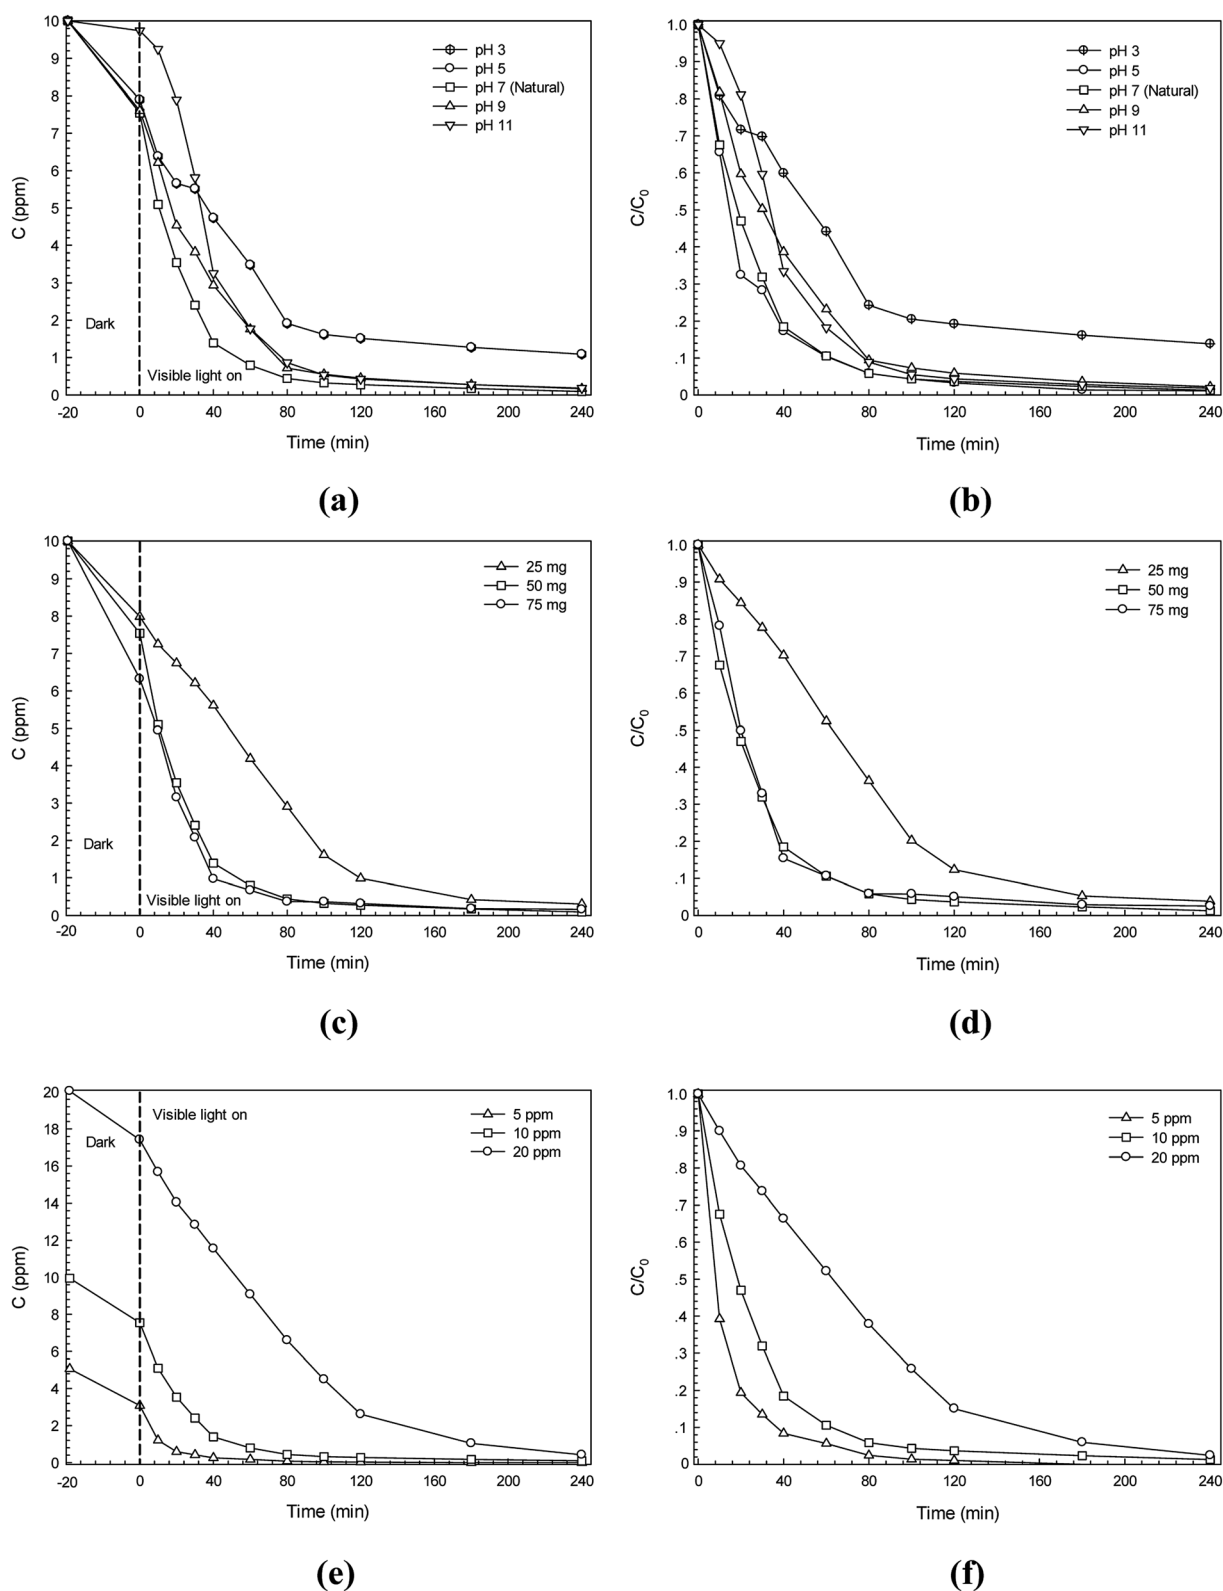 10
9
8
7
6
5
4
3
2
1
0
C (ppm)
pH 3
pH 5
pH 7 (Natural)
pH 9
pH 11
Dark
Visible light on
-20 0 40 80 120 160 200 240
Time (min)
(a)
1.0
.9
.8
.7
.6
.5
.4
.3
.2
.1
0
C/C0
pH 3
pH 5
pH 7 (Natural)
pH 9
pH 11
0 40 80 120 160 200 240
Time (min)
(b)
10
9
8
7
6
5
4
3
2
1
0
C (ppm)
25 mg
50 mg
75 mg
Dark
Visible light on
-20 0 40 80 120 160 200 240
Time (min)
(c)
1.0
.9
.8
.7
.6
.5
.4
.3
.2
.1
0
C/C0
25 mg
50 mg
75 mg
0 40 80 120 160 200 240
Time (min)
(d)
20
18
16
14
12
10
8
6
4
2
0
C (ppm)
Visible light on
Dark
5 ppm
10 ppm
20 ppm
-20 0 40 80 120 160 200 240
Time (min)
(e)
1.0
.9
.8
.7
.6
.5
.4
.3
.2
.1
0
C/C0
5 ppm
10 ppm
20 ppm
0 40 80 120 160 200 240
Time (min)
(f)